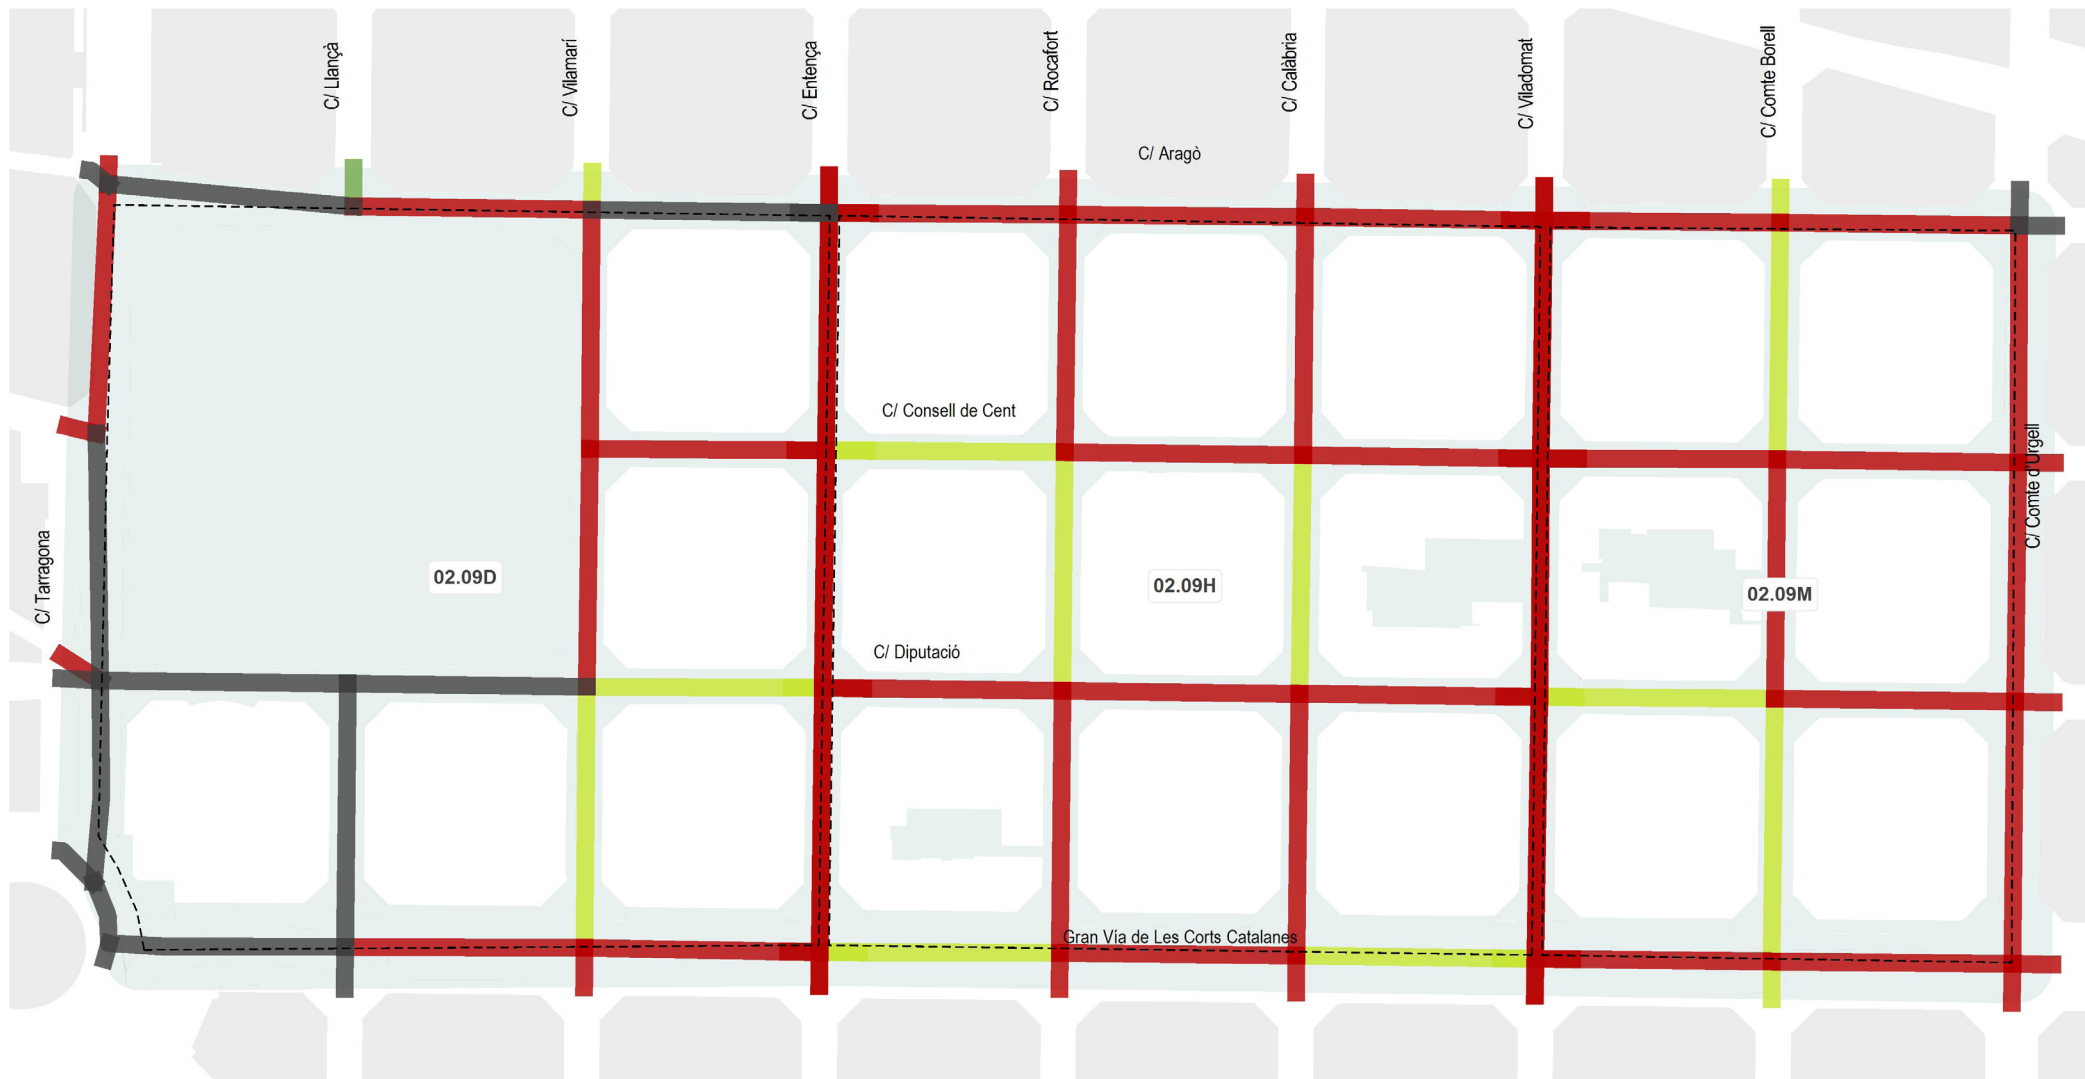 C/ Llançà
C/ Vilamarí
C/ Entença
C/ Rocafort
C/ Calàbria
C/ Viladomat
C/ Comte Borell
C/ Aragò
C/ Consell de Cent
C/ Comte d'Urgell
C/ Tarragona
02.09D
02.09H
02.09M
C/ Diputació
Gran Vía de Les Corts Catalanes